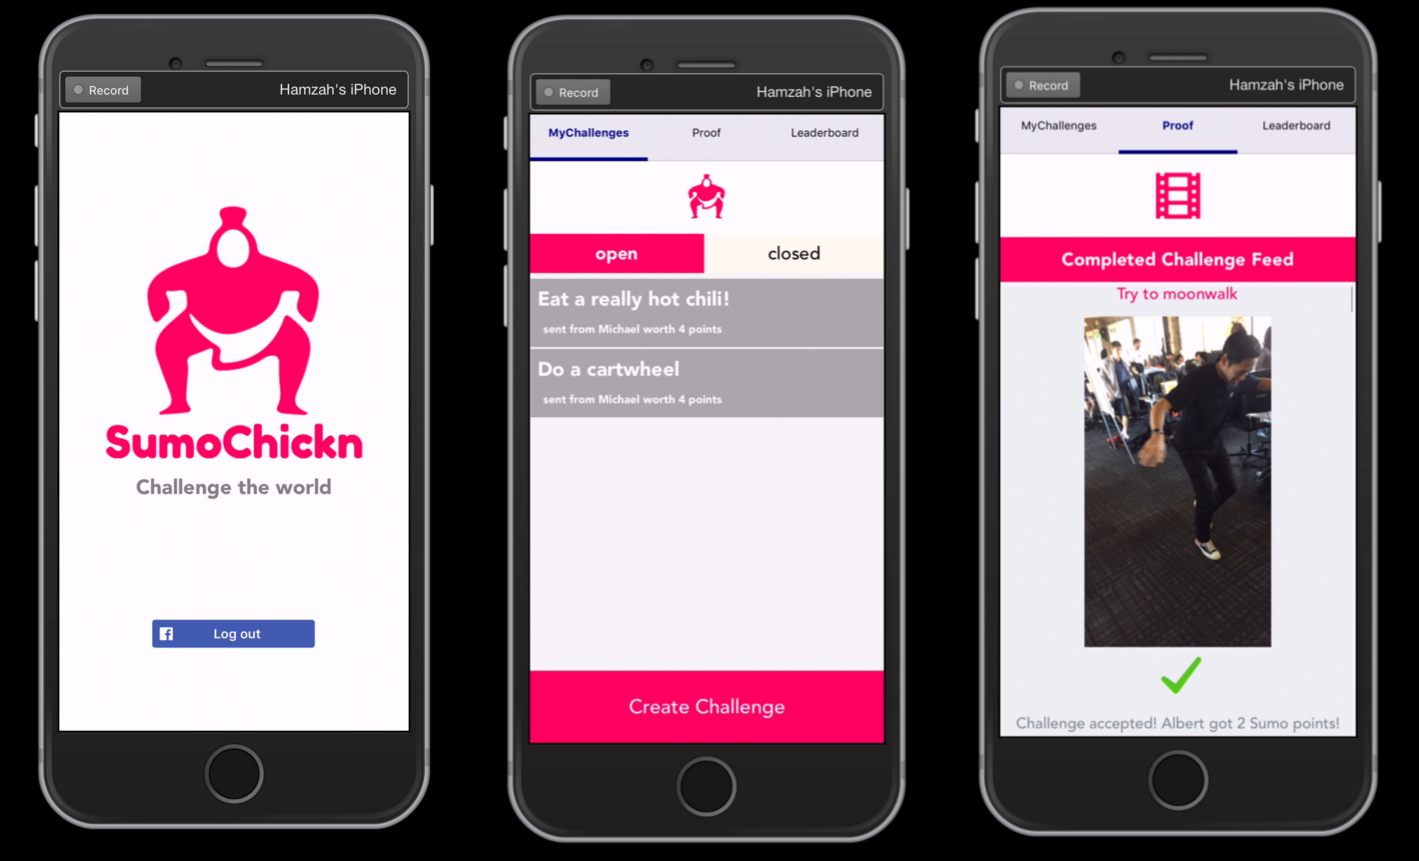 Record
Hamzah's iPhone
SumoChickn
Challenge the world
f
Log out
Record
Hamzah's iPhone
MyChallenges
Proof
Leaderboard
open
closed
Eat a really hot chili!
sent from Michael worth 4 points
Do a cartwheel
sent from Michael worth 4 points
Create Challenge
Record
Hamzah's iPhone
MyChallenges
Proof
Leaderboard
Completed Challenge Feed
Try to moonwalk
Challenge accepted! Albert got 2 Sumo points!